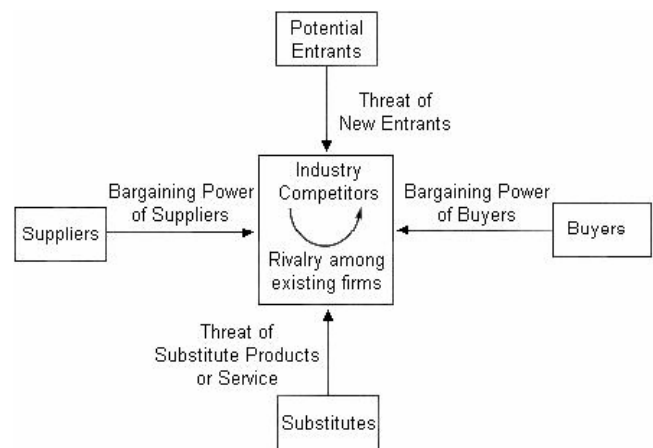 Potential
Entrants
Threat of
New Entrants
Industry
Competitors
Bargaining Power
of Suppliers
Bargaining Power
of Buyers
Suppliers
Buyers
Rivalry among
existing firms
Threat of
Substitute Products
or Service
Substitutes